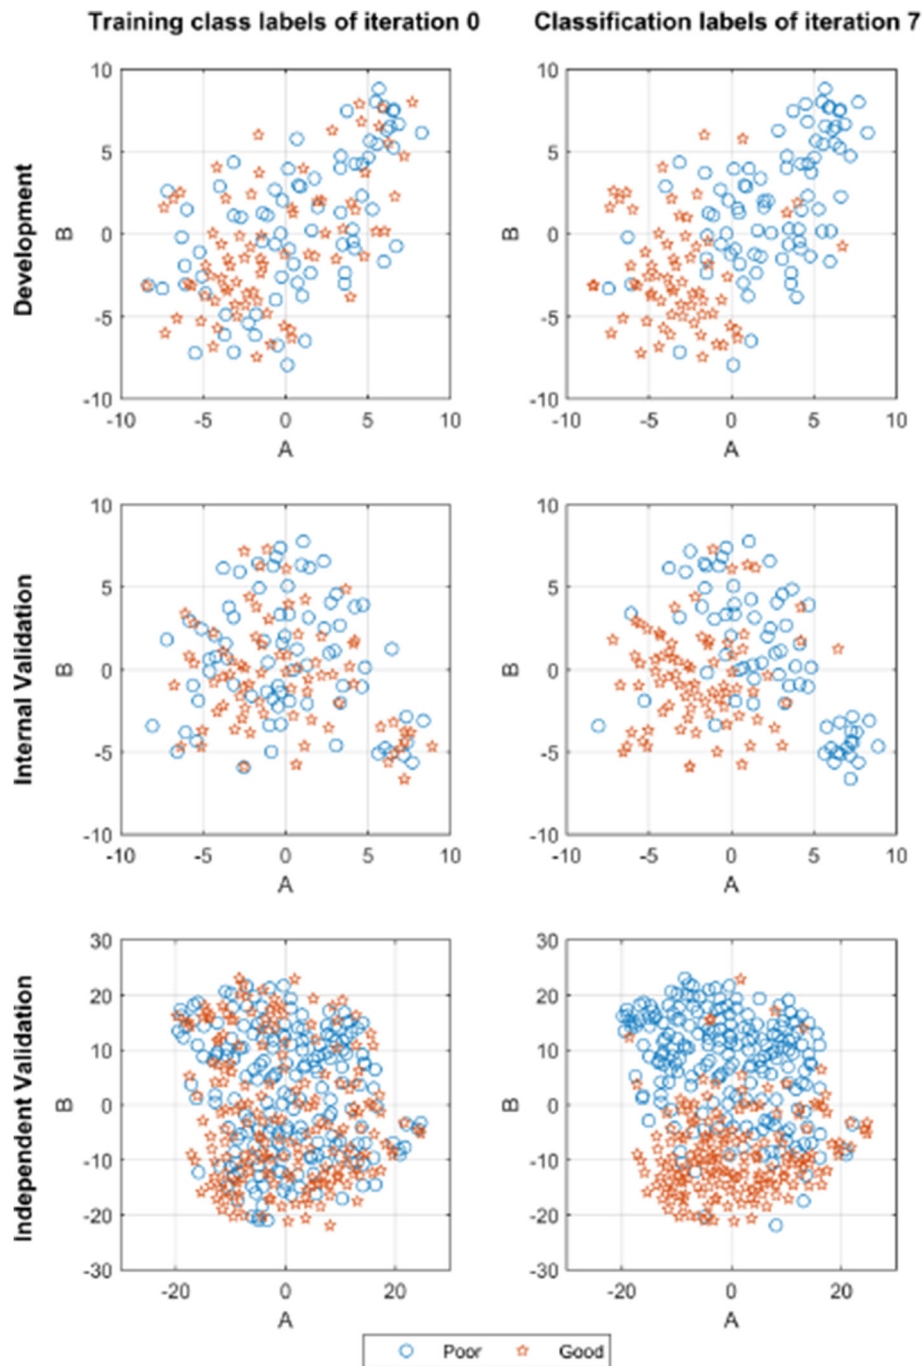 Training class labels of iteration 0 Classification labels of iteration 7
Development
10
5
0
-5
-10
B
-10 -5 0 5 10
A
10
5
0
-5
-10
B
-10 -5 0 5 10
A
Internal Validation
10
5
0
-5
-10
B
-10 -5 0 5 10
A
10
5
0
-5
-10
B
-10 -5 0 5 10
A
Independent Validation
30
20
10
0
-10
-20
-30
B
-20 0 20
A
30
20
10
0
-10
-20
-30
B
-20 0 20
A
Poor Good